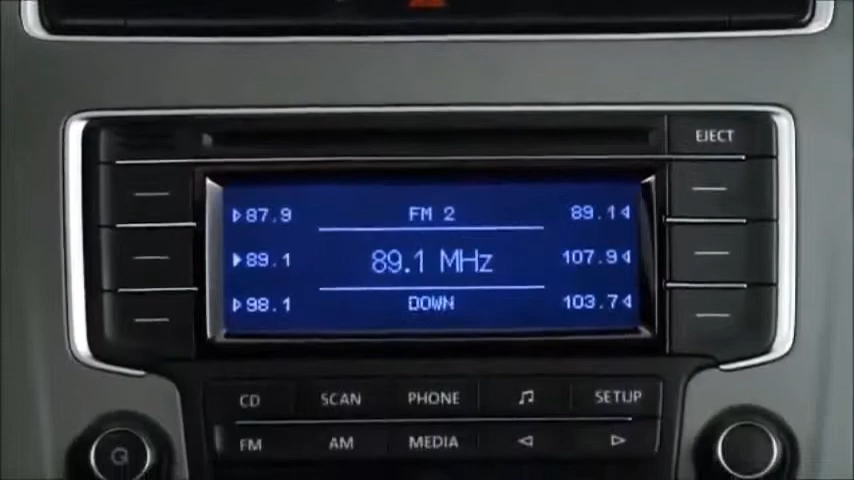 EJECT
87.9 FM 2 89.1
89.1 89.1 MHz 107.9
98.1 DOWN 103.7
CD SCAN PHONE SETUP
FM AM MEDIA